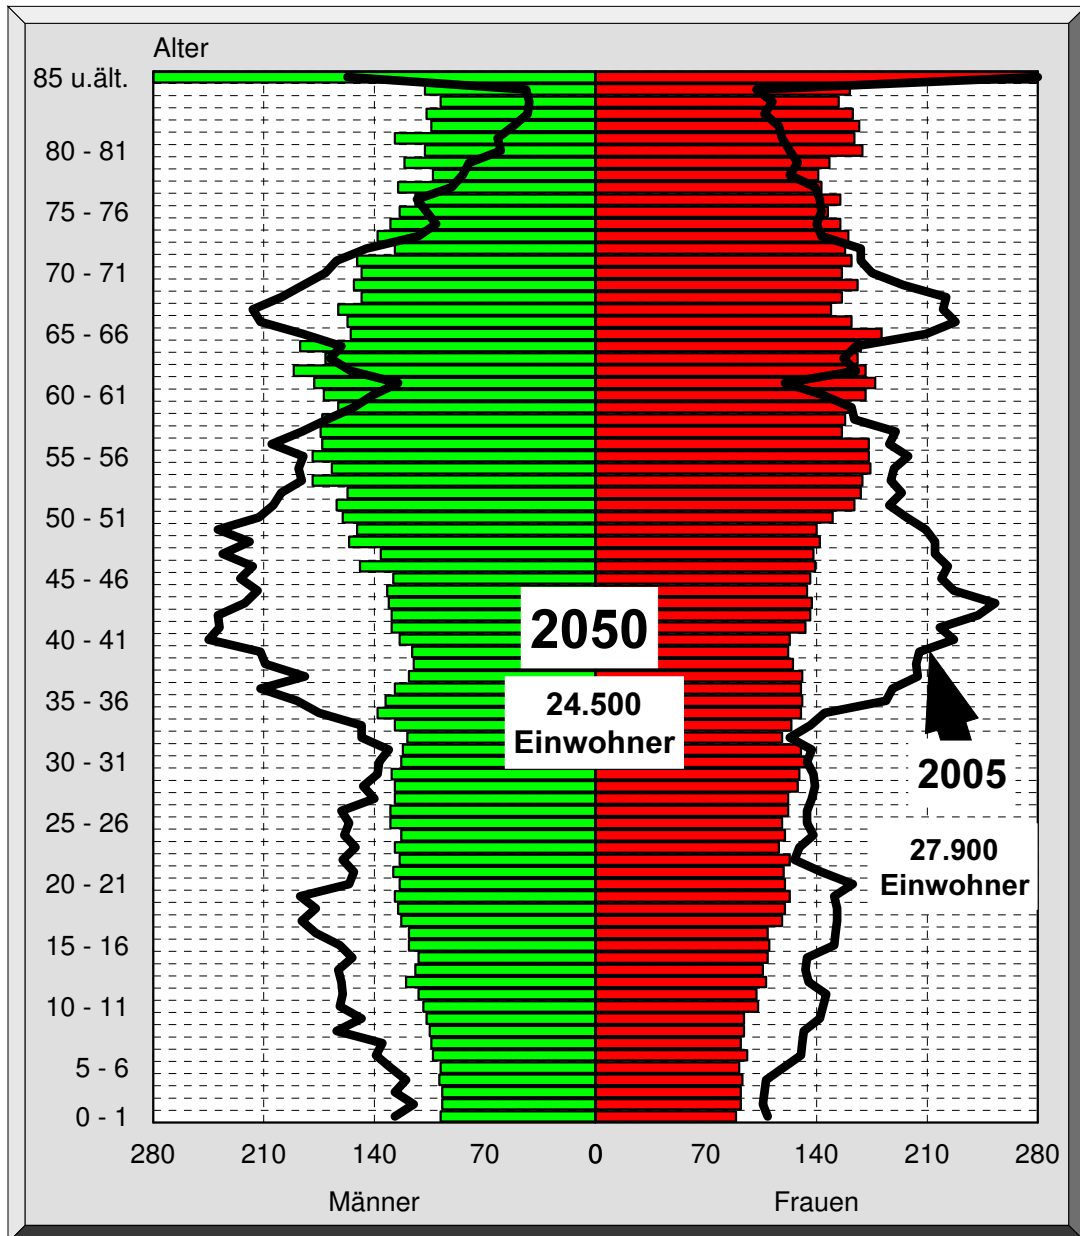 Alter
85 u.ält.
80 - 81
75 - 76
70 - 71
65 - 66
60 - 61
55 - 56
50 - 51
45 - 46
40 - 41
35 - 36
30 - 31
25 - 26
20 - 21
15 - 16
10 - 11
5 - 6
0 - 1
2050
24.500
Einwohner
2005
27.900
Einwohner
280 210 140 70 0 70 140 210 280
Männer Frauen